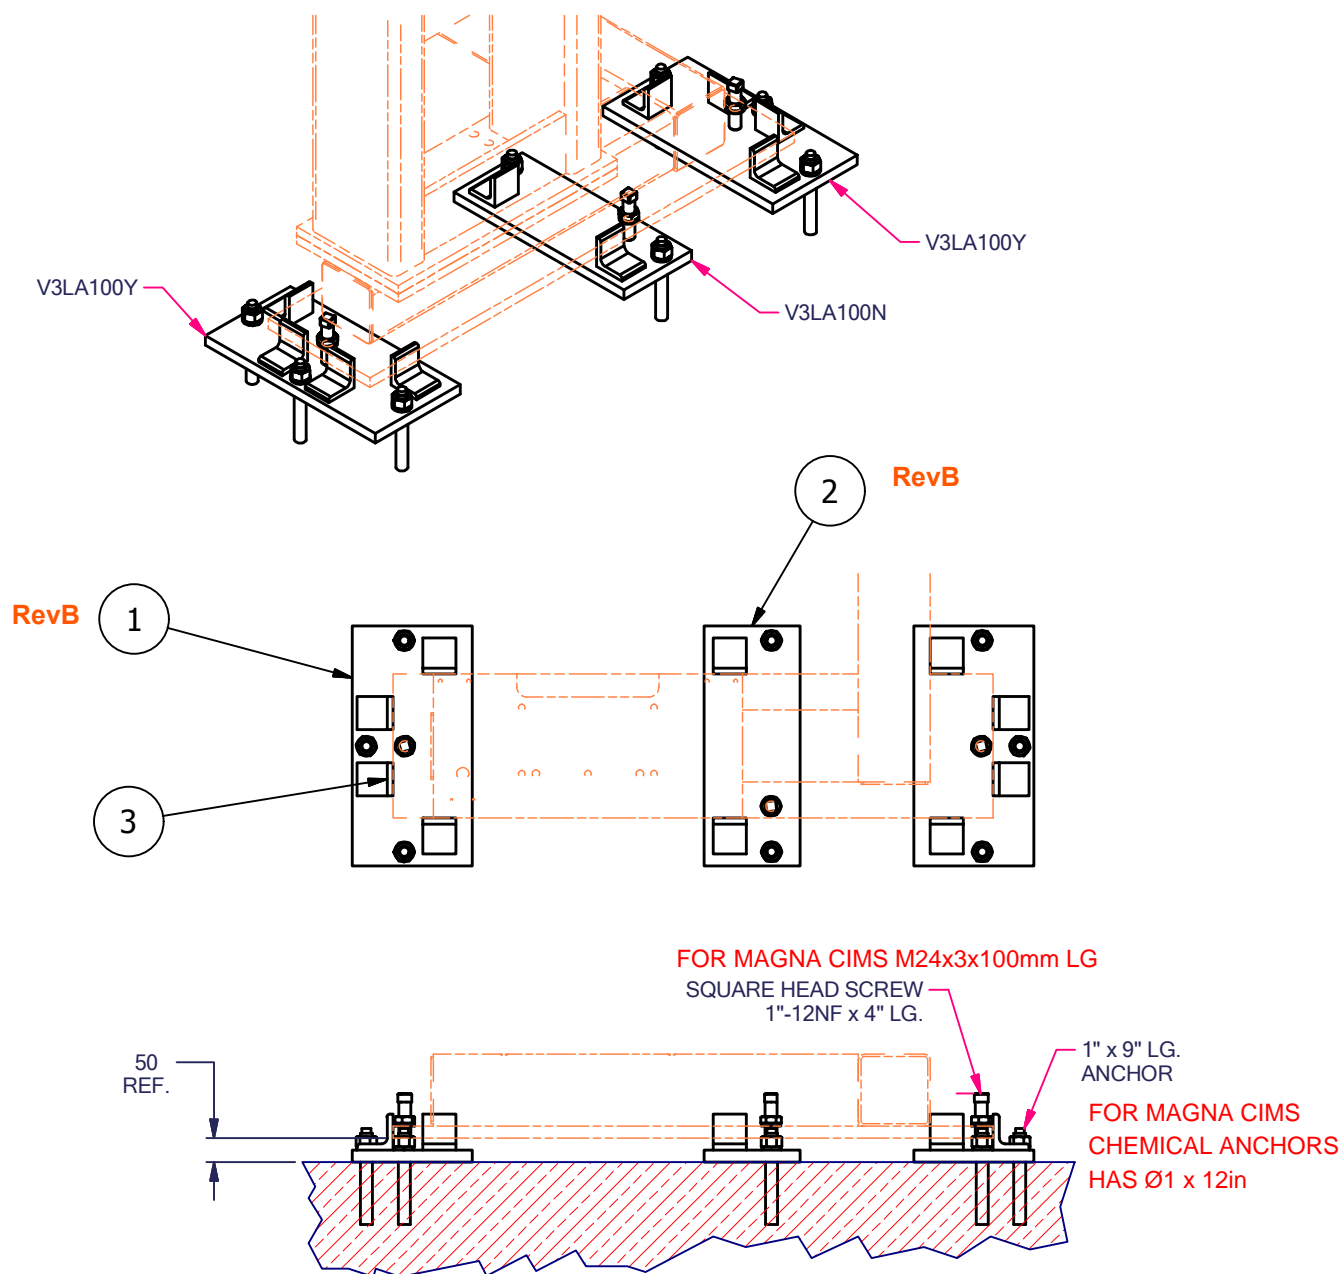 V3LA100Y
V3LA100Y
V3LA100N
2
RevB
RevB
1
3
FOR MAGNA CIMS M24x3x100mm LG
SQUARE HEAD SCREW
1"-12NF x 4" LG.
50
REF.
1" x 9" LG.
ANCHOR
FOR MAGNA CIMS
CHEMICAL ANCHORS
HAS Ø1 x 12in